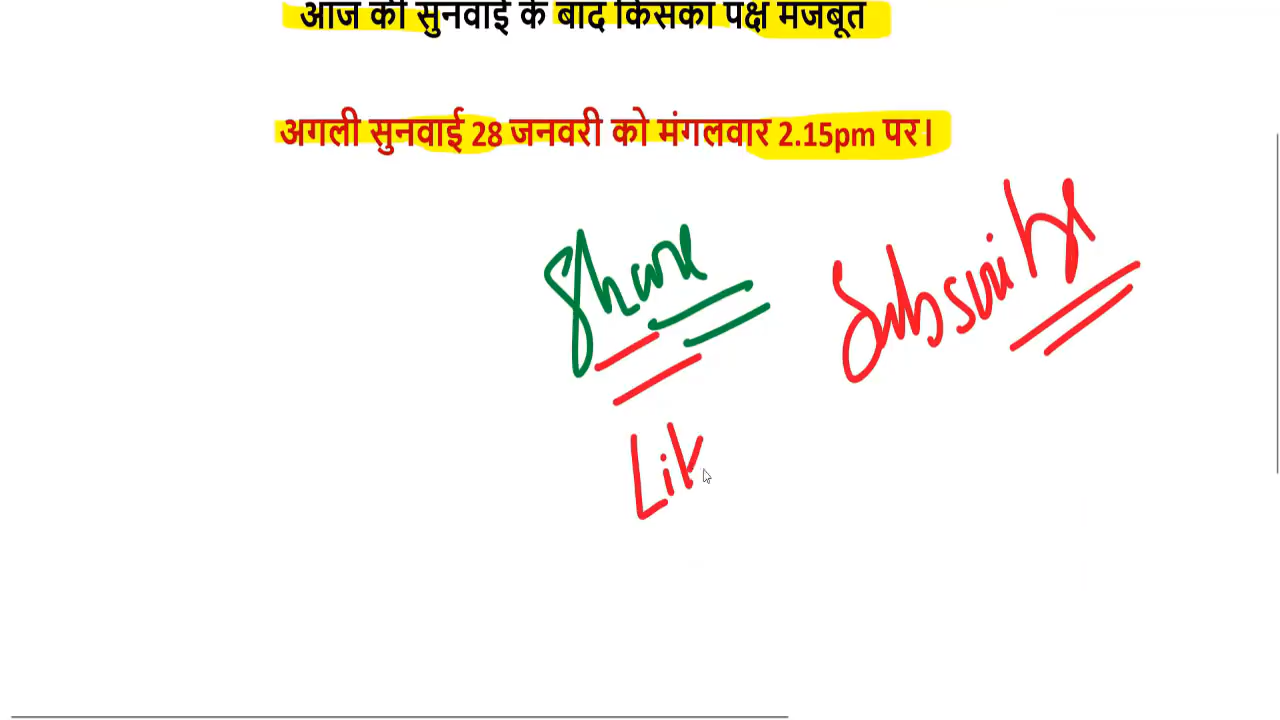 आज की सुनवाई के बाद किसका पक्ष मजबूत
अगली सुनवाई 28 जनवरी को मंगलवार 2.15pm पर।
Share
Subscribe
Lik